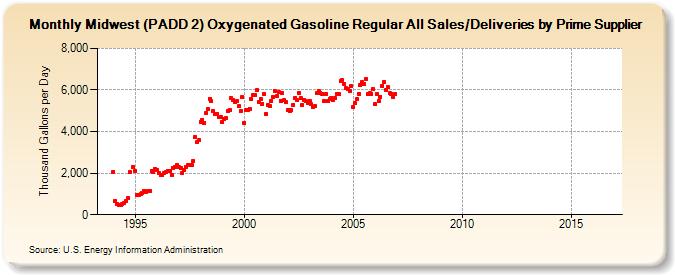 Monthly Midwest (PADD 2) Oxygenated Gasoline Regular All Sales/Deliveries by Prime Supplier
Thousand Gallons per Day
8,000
6,000
4,000
2,000
0
1995 2000 2005 2010 2015
Source: U.S. Energy Information Administration